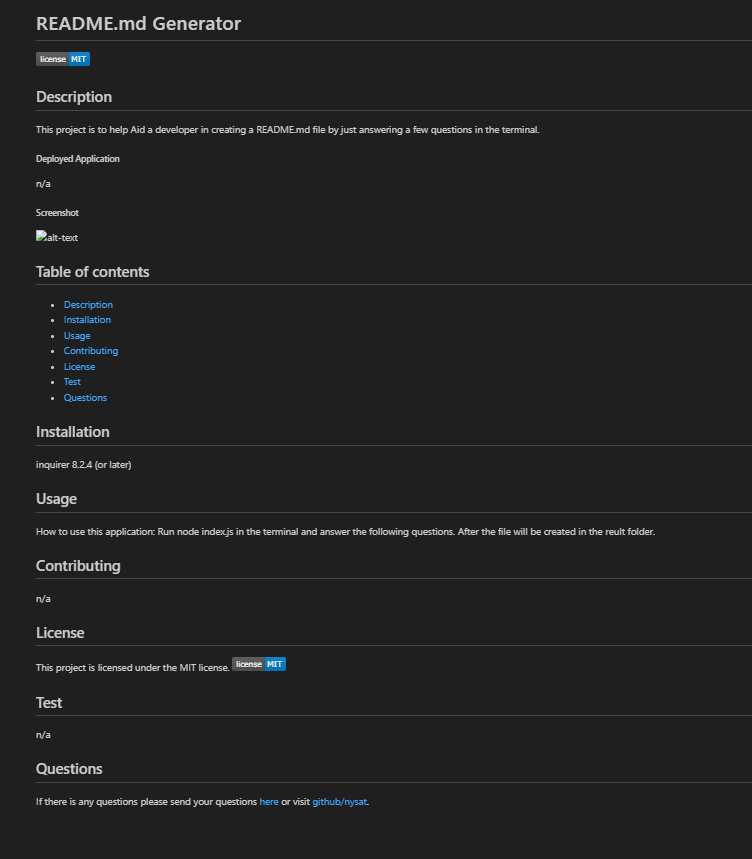 README.md Generator
license MIT
Description
This project is to help Aid a developer in creating a README.md file by just answering a few questions in the terminal.
Deployed Application
n/a
Screenshot
alt-text
Table of contents
Description
Installation
Usage
Contributing
License
Test
Questions
Installation
inquirer 8.2.4 (or later)
Usage
How to use this application: Run node index.js in the terminal and answer the following questions. After the file will be created in the reult folder.
Contributing
n/a
License
This project is licensed under the MIT license. license MIT
Test
n/a
Questions
If there is any questions please send your questions here or visit github/nysat.